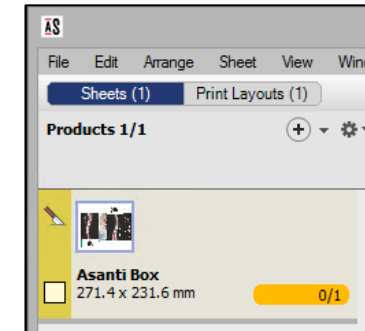 AS
File Edit Arrange Sheet View Win
Sheets (1) Print Layouts (1)
Products 1/1
Asanti Box
271.4 x 231.6 mm 0/1